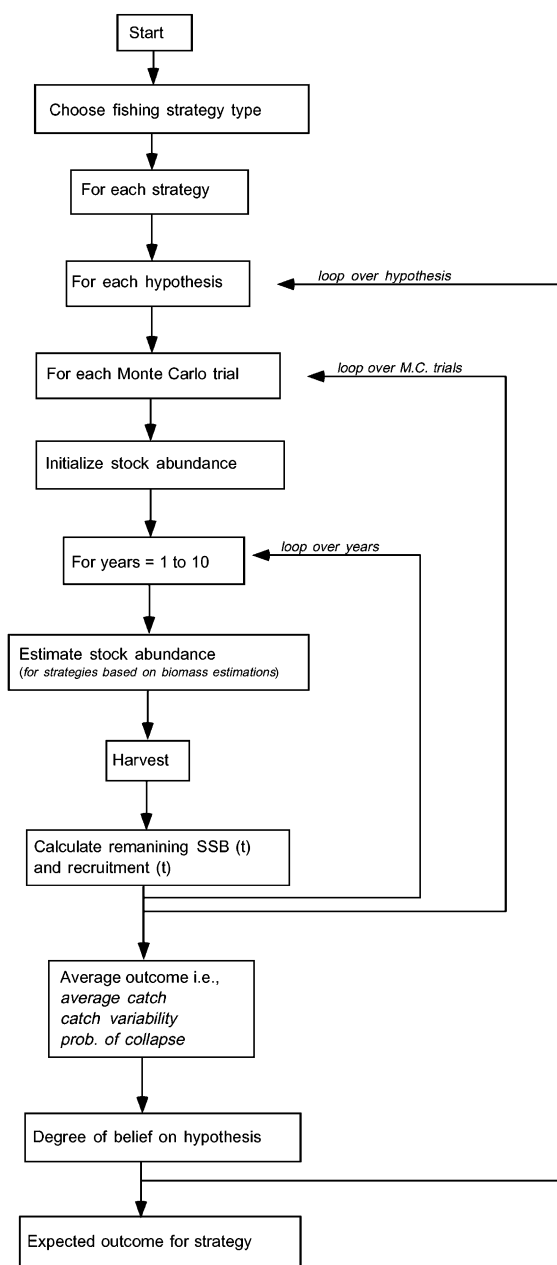 Start
Choose fishing strategy type
For each strategy
For each hypothesis
loop over hypothesis
For each Monte Carlo trial
loop over M.C. trials
Initialize stock abundance
For years = 1 to 10
loop over years
Estimate stock abundance
(for strategies based on biomass estimations)
Harvest
Calculate remanining SSB (t)
and recruitment (t)
Average outcome i.e.,
average catch
catch variability
prob. of collapse
Degree of belief on hypothesis
Expected outcome for strategy